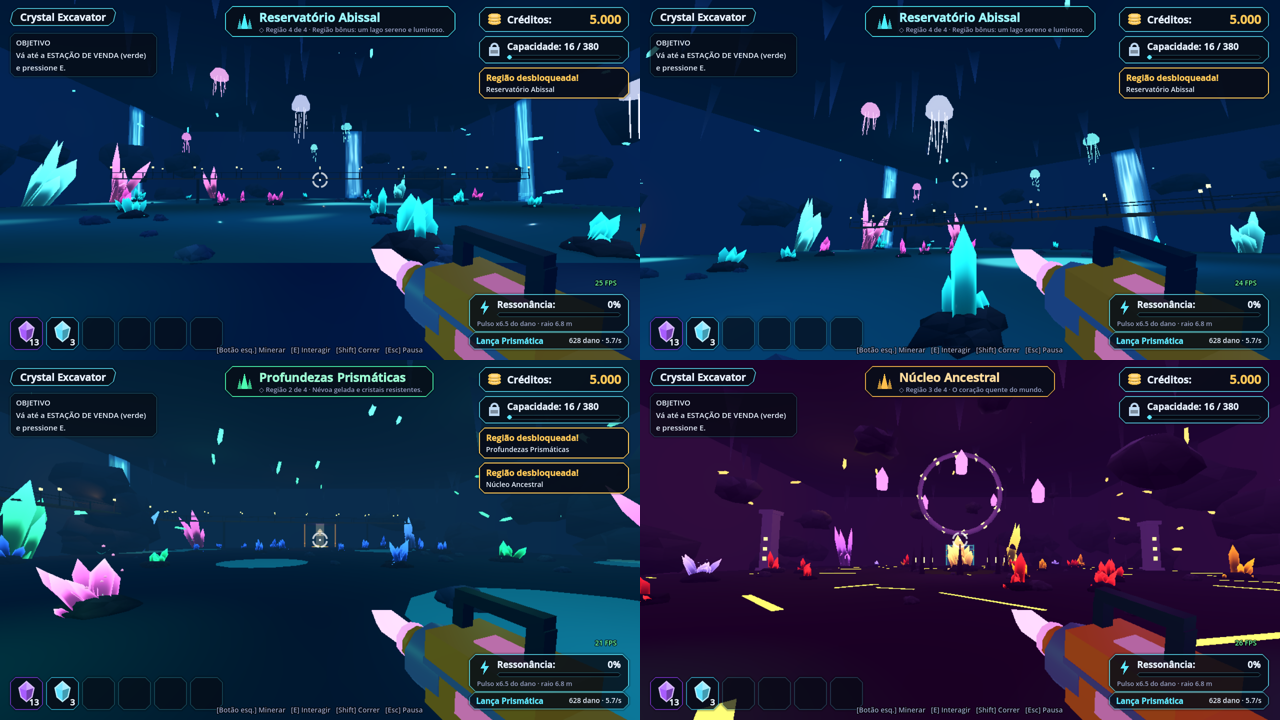 Crystal Excavator
Reservatório Abissal
◇ Região 4 de 4 · Região bônus: um lago sereno e luminoso.
Créditos: 5.000
OBJETIVO
Vá até a ESTAÇÃO DE VENDA (verde)
e pressione E.
Capacidade: 16 / 380
Região desbloqueada!
Reservatório Abissal
25 FPS
Ressonância: 0%
Pulso x6.5 do dano · raio 6.8 m
13
3
Lança Prismática 628 dano · 5.7/s
[Botão esq.] Minerar [E] Interagir [Shift] Correr [Esc] Pausa
Crystal Excavator
Reservatório Abissal
◇ Região 4 de 4 · Região bônus: um lago sereno e luminoso.
Créditos: 5.000
OBJETIVO
Vá até a ESTAÇÃO DE VENDA (verde)
e pressione E.
Capacidade: 16 / 380
Região desbloqueada!
Reservatório Abissal
24 FPS
Ressonância: 0%
Pulso x6.5 do dano · raio 6.8 m
13
3
Lança Prismática 628 dano · 5.7/s
[Botão esq.] Minerar [E] Interagir [Shift] Correr [Esc] Pausa
Crystal Excavator
Profundezas Prismáticas
◇ Região 2 de 4 · Névoa gelada e cristais resistentes.
Créditos: 5.000
OBJETIVO
Vá até a ESTAÇÃO DE VENDA (verde)
e pressione E.
Capacidade: 16 / 380
Região desbloqueada!
Profundezas Prismáticas
Região desbloqueada!
Núcleo Ancestral
21 FPS
Ressonância: 0%
Pulso x6.5 do dano · raio 6.8 m
13
3
Lança Prismática 628 dano · 5.7/s
[Botão esq.] Minerar [E] Interagir [Shift] Correr [Esc] Pausa
Crystal Excavator
Núcleo Ancestral
◇ Região 3 de 4 · O coração quente do mundo.
Créditos: 5.000
OBJETIVO
Vá até a ESTAÇÃO DE VENDA (verde)
e pressione E.
Capacidade: 16 / 380
FPS
Ressonância: 0%
Pulso x6.5 do dano · raio 6.8 m
13
3
Lança Prismática 628 dano · 5.7/s
[Botão esq.] Minerar [E] Interagir [Shift] Correr [Esc] Pausa